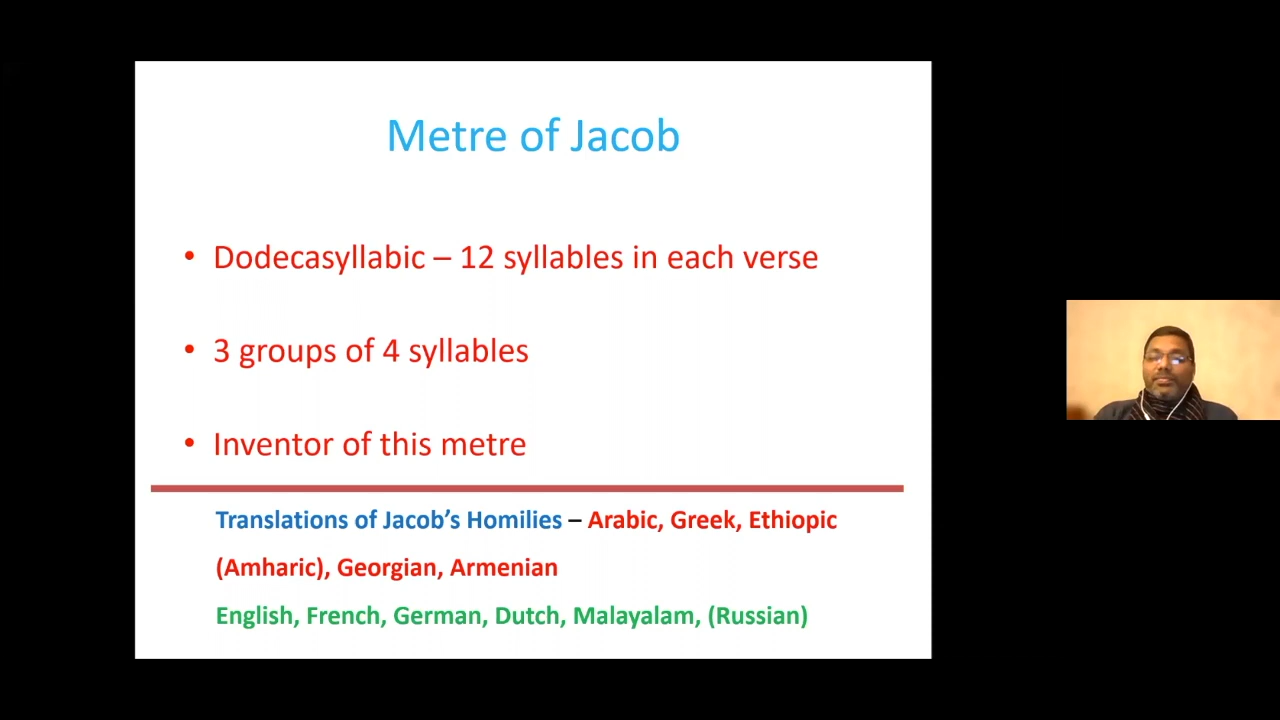 Metre of Jacob
• Dodecasyllabic – 12 syllables in each verse
• 3 groups of 4 syllables
• Inventor of this metre
Translations of Jacob’s Homilies – Arabic, Greek, Ethiopic
(Amharic), Georgian, Armenian
English, French, German, Dutch, Malayalam, (Russian)